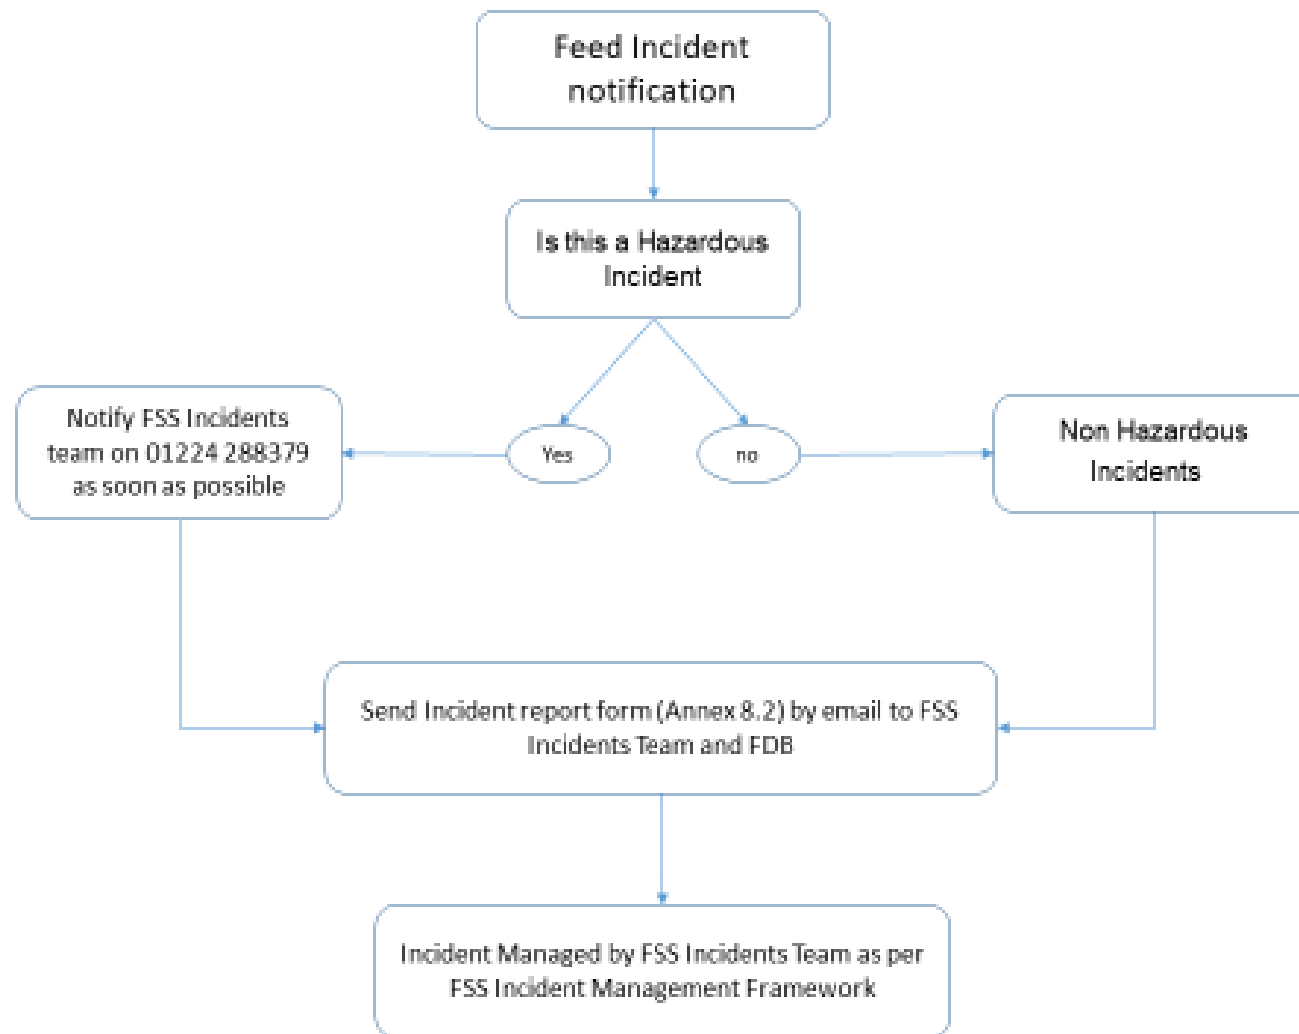 Feed Incident
notification
Is this a Hazardous
Incident
Yes
no
Notify FSS Incidents
team on 01224 288379
as soon as possible
Non Hazardous
Incidents
Send Incident report form (Annex 8.2) by email to FSS
Incidents Team and FDB
Incident Managed by FSS Incidents Team as per
FSS Incident Management Framework